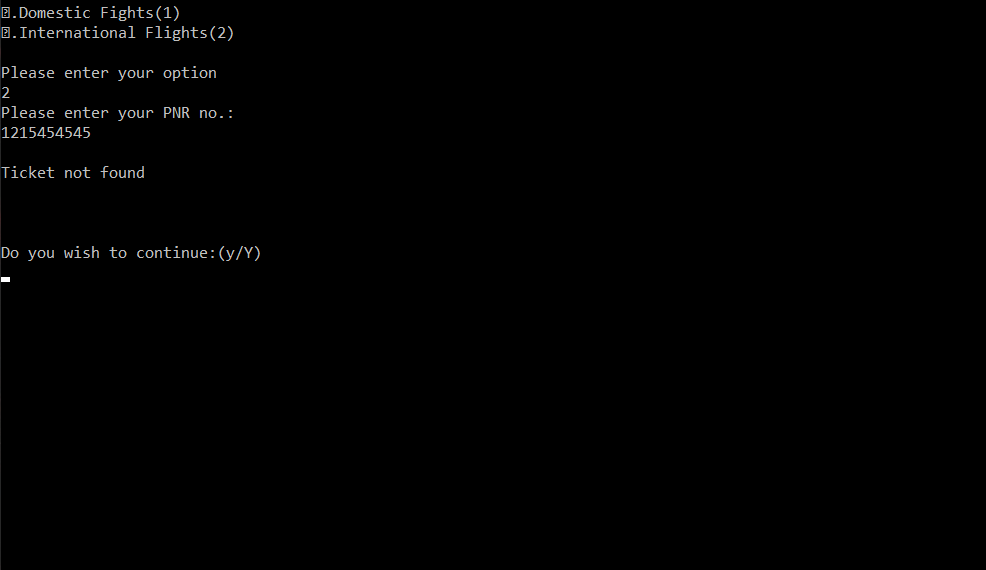 ⍰.Domestic Fights(1)
⍰.International Flights(2)
Please enter your option
2
Please enter your PNR no.:
1215454545
Ticket not found
Do you wish to continue:(y/Y)